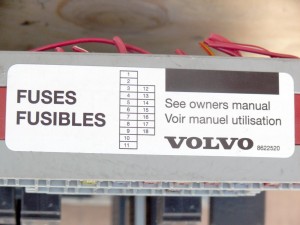 FUSES
FUSIBLES
1
2
3 12
4 13
5 14
6 15
7 16
8 17
9 18
10
11
See owners manual
Voir manuel utilisation
VOLVO
8622520